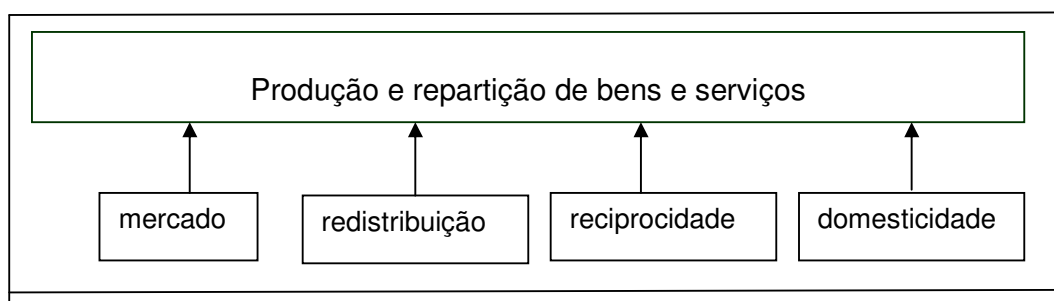 Produção e repartição de bens e serviços
mercado
redistribuição
reciprocidade
domesticidade